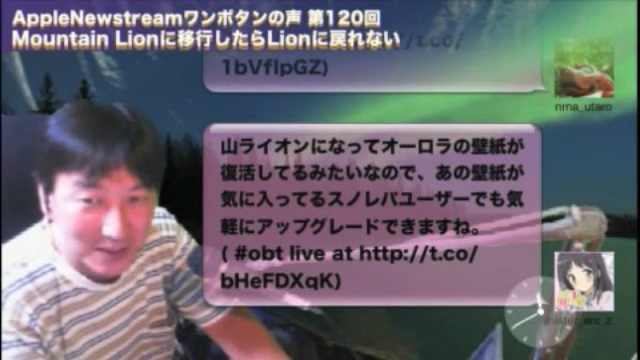 AppleNewstreamワンボタンの声 第120回
Mountain Lionに移行したらLionに戻れない
/t.co/
1bVfIpGZ)
nma_utaro
山ライオンになってオーロラの壁紙が
復活してるみたいなので、あの壁紙が
気に入ってるスノレパユーザーでも気
軽にアップグレードできますね。
( #obt live at http://t.co/
bHeFDXqK)